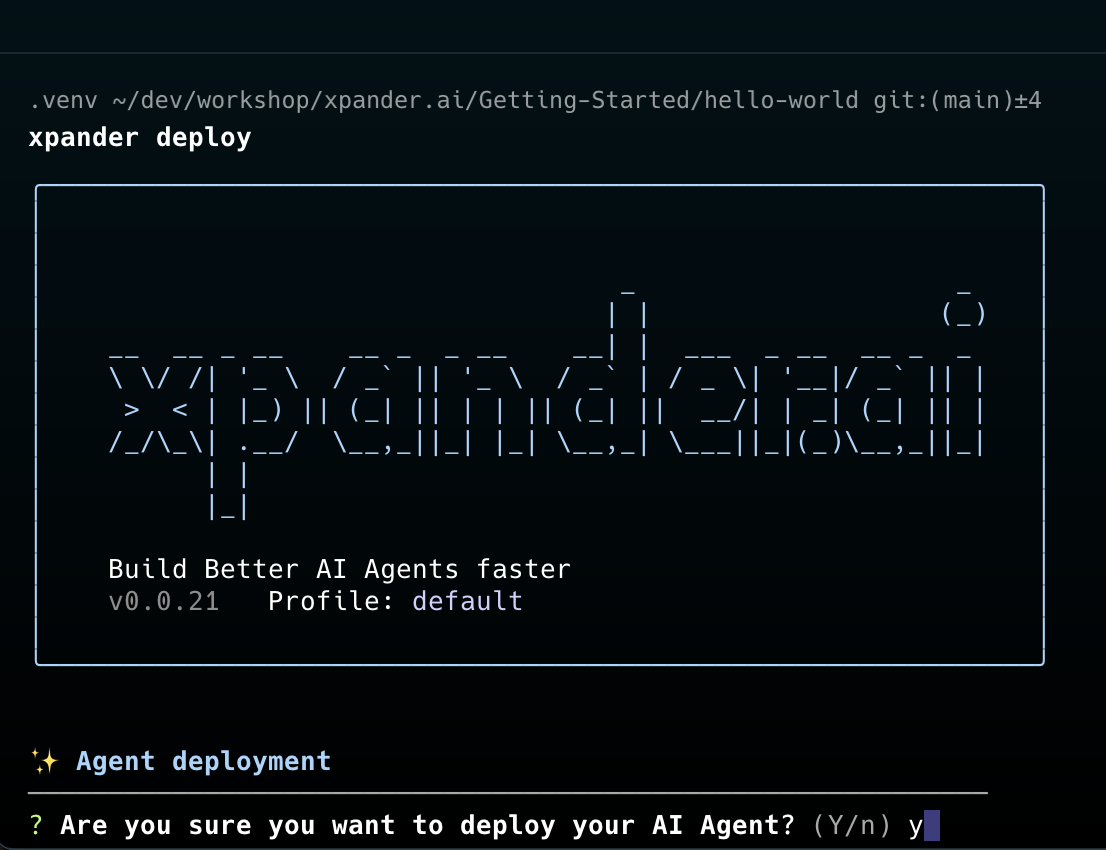 .venv ~/dev/workshop/xpander.ai/Getting-Started/hello-world git:(main)±4
xpander deploy
xpander.ai
Build Better AI Agents faster
v0.0.21   Profile: default
✨ Agent deployment
? Are you sure you want to deploy your AI Agent? (Y/n) y